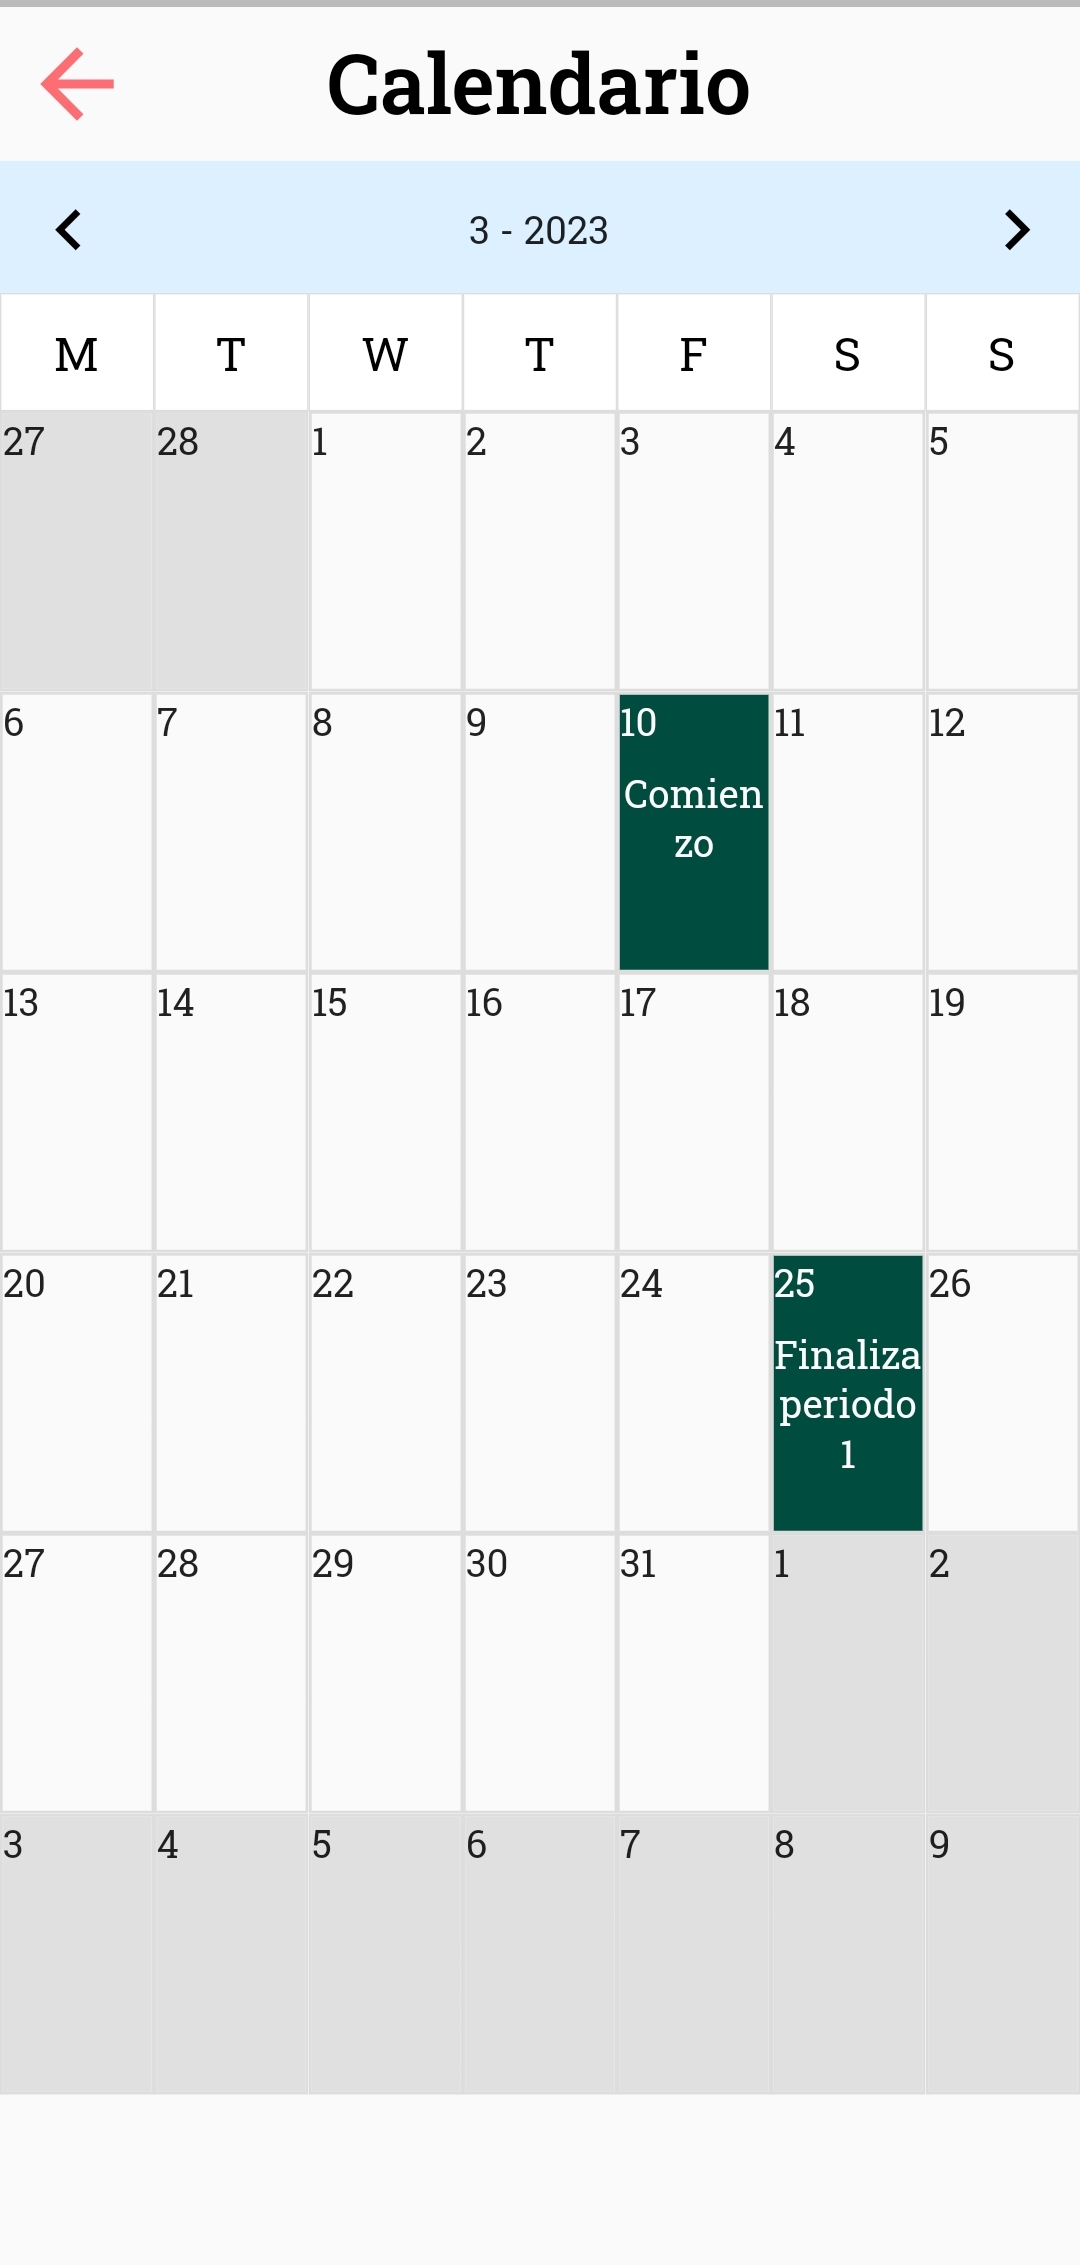 Calendario
3 - 2023
M T W T F S S
27 28 1 2 3 4 5
6 7 8 9 10 11 12
Comien
zo
13 14 15 16 17 18 19
20 21 22 23 24 25 26
Finaliza
periodo
1
27 28 29 30 31 1 2
3 4 5 6 7 8 9